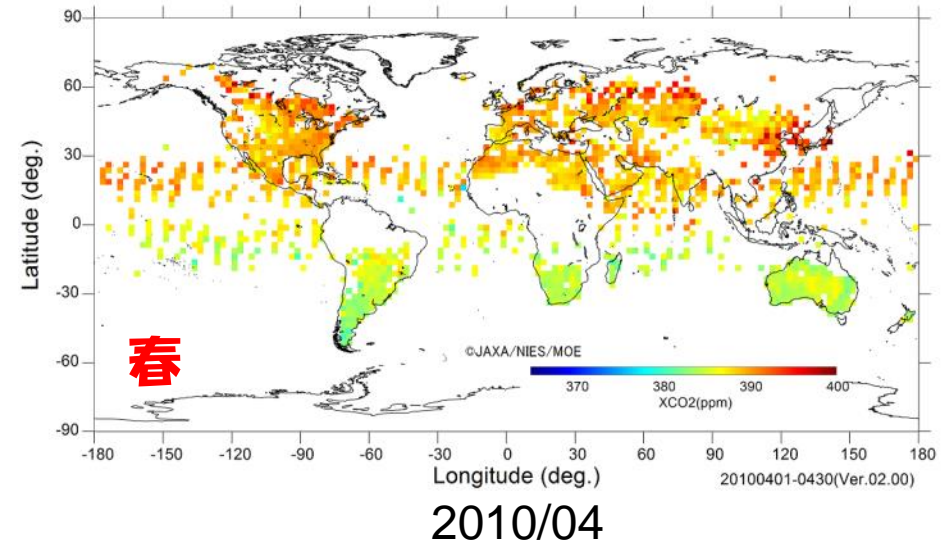 90
60
30
0
-30
-60
-90
Latitude (deg.)
春
©JAXA/NIES/MOE
370 380 390 400
XCO2(ppm)
-180 -150 -120 -90 -60 -30 0 30 60 90 120 150 180
Longitude (deg.)
20100401-0430(Ver.02.00)
2010/04